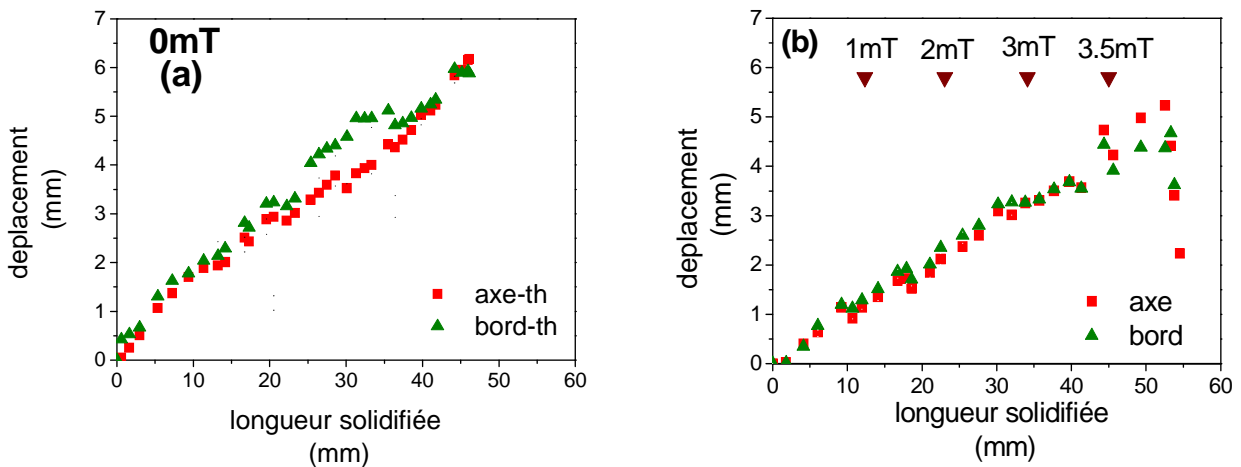 0mT
(a)
7
6
5
4
3
2
1
0
deplacement
(mm)
axe-th
bord-th
0 10 20 30 40 50 60
longueur solidifiée
(mm)
(b)
1mT 2mT 3mT 3.5mT
7
6
5
4
3
2
1
0
deplacement
(mm)
axe
bord
0 10 20 30 40 50 60
longueur solidifiée
(mm)